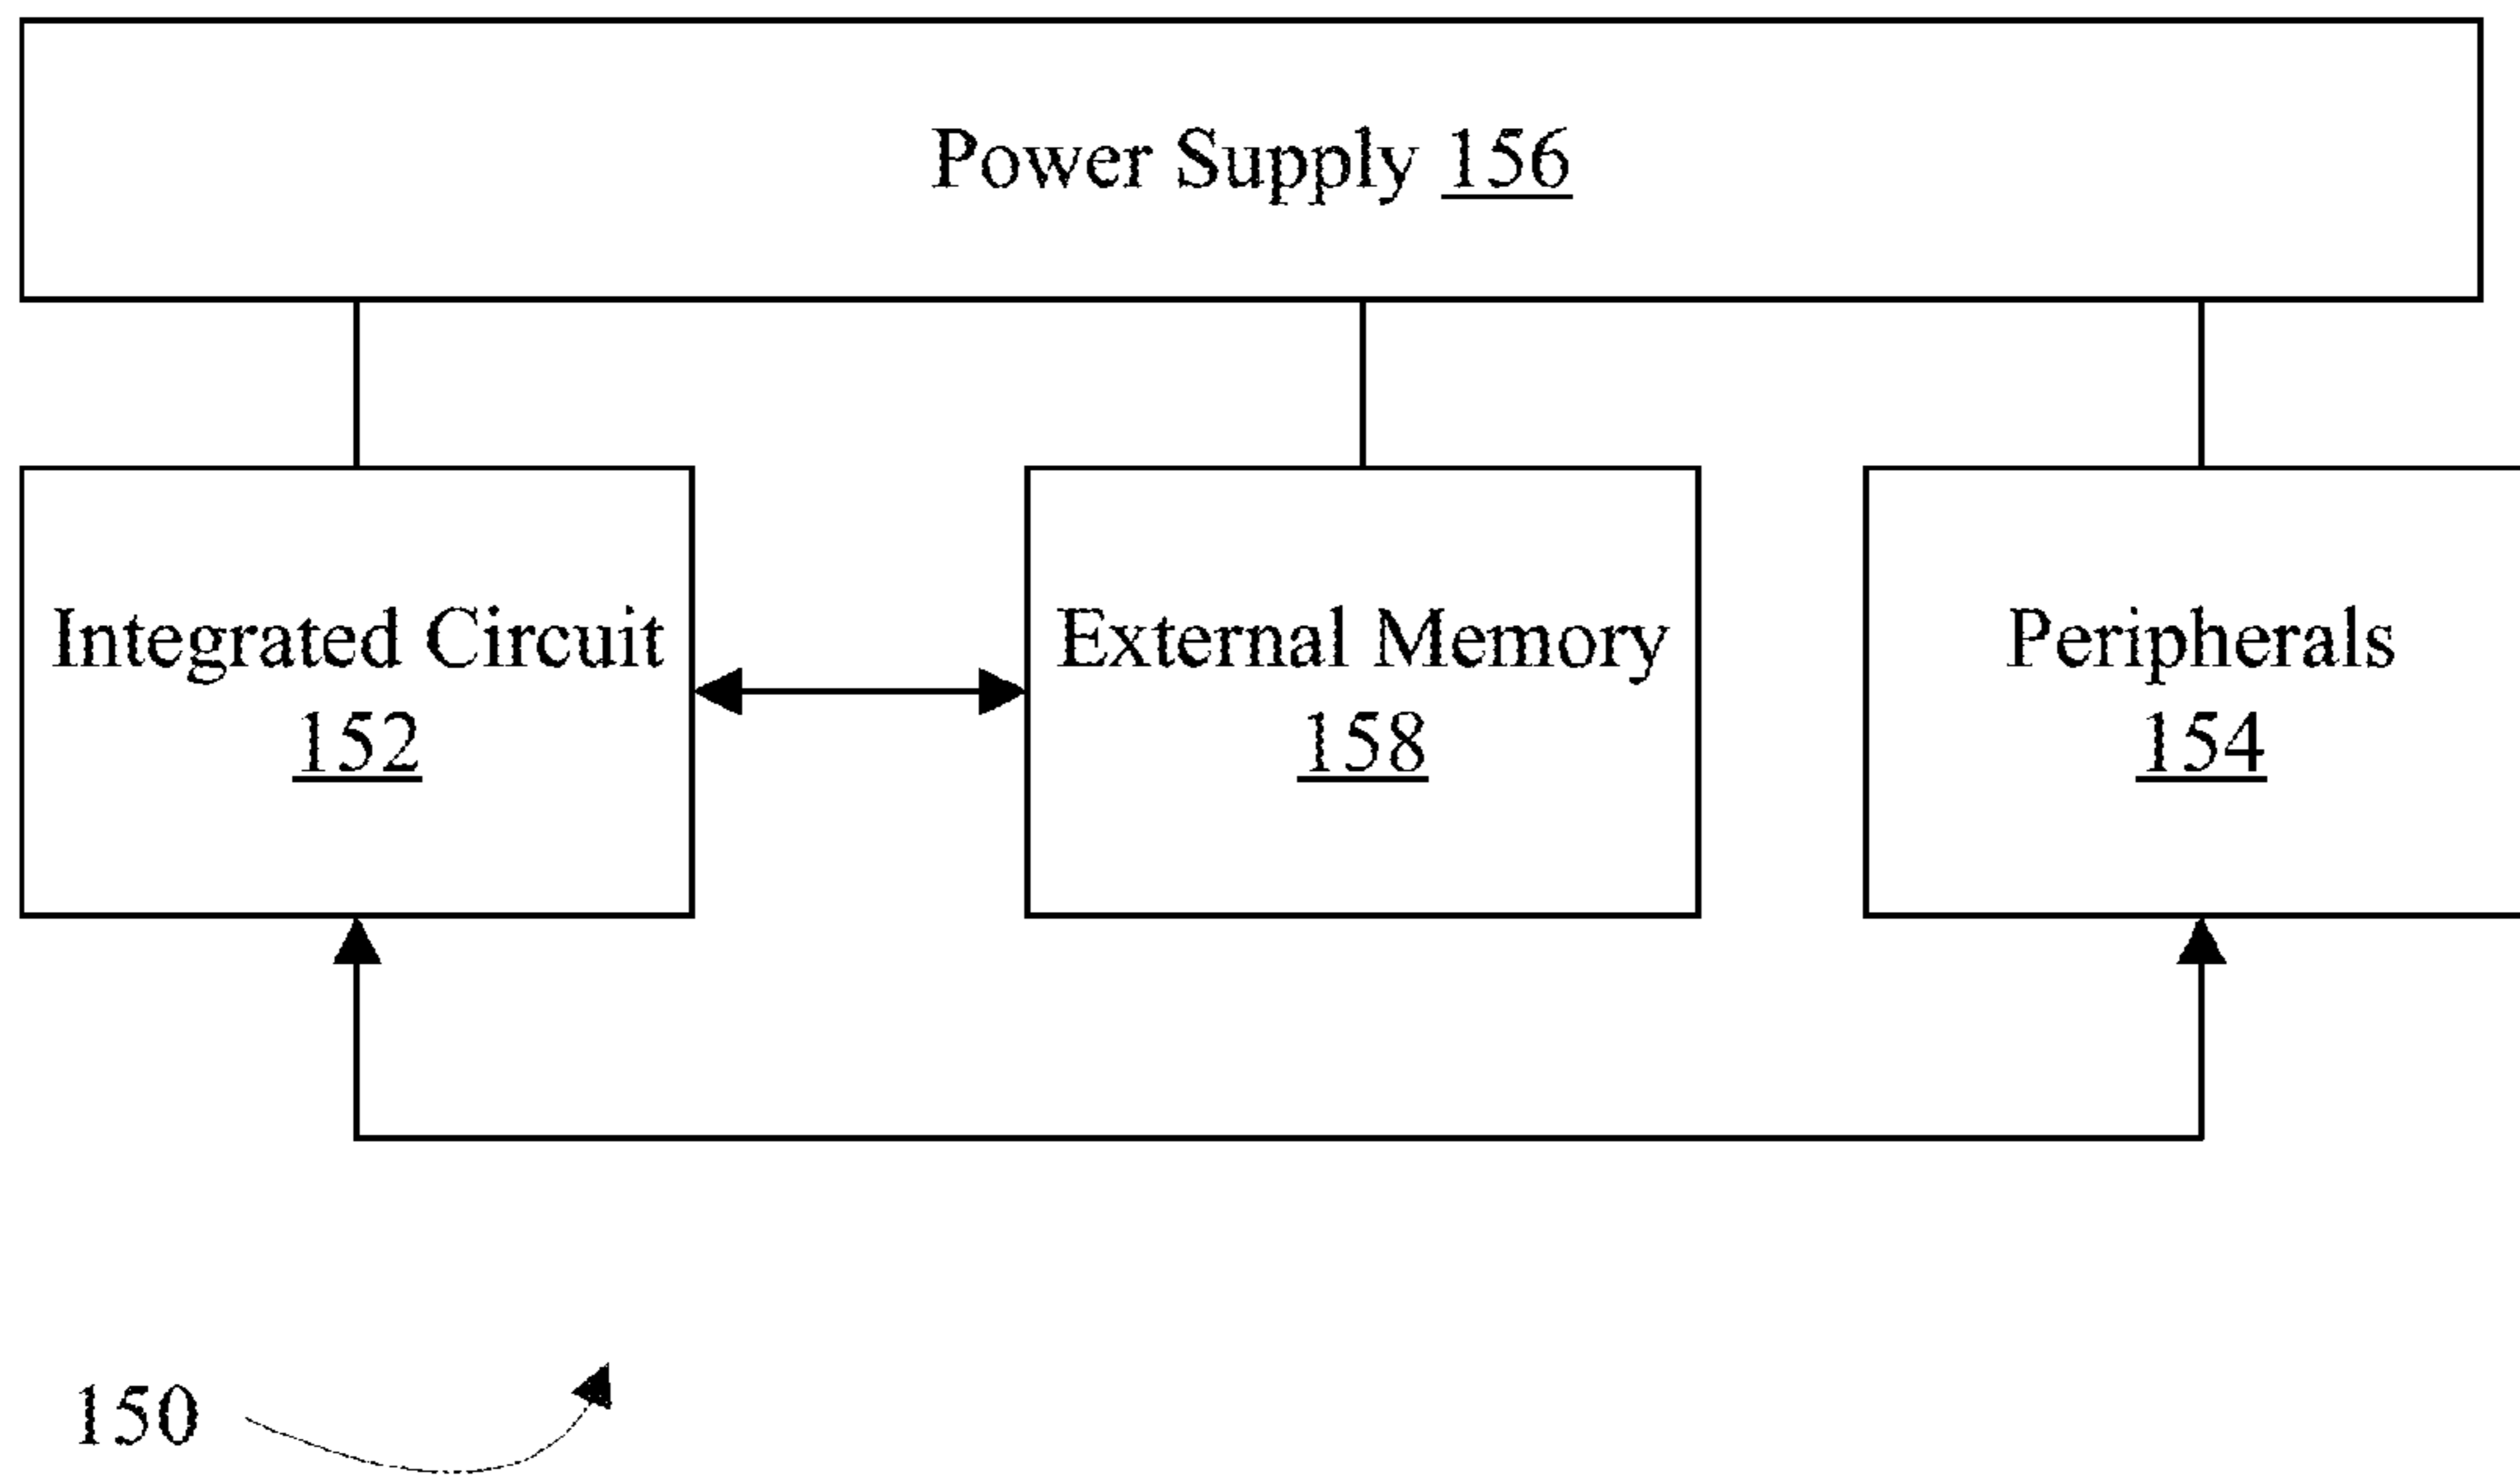 Power Supply 156
Integrated Circuit
152
External Memory
158
Peripherals
154
150